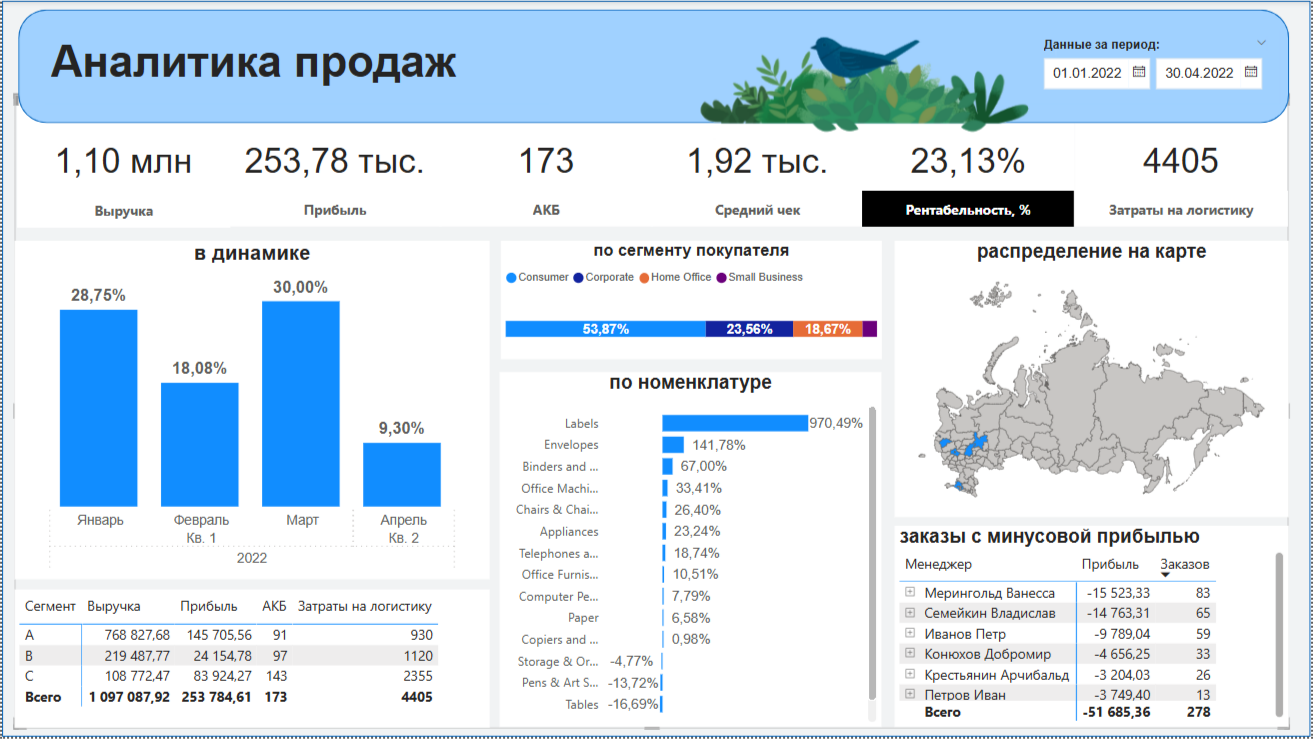 Аналитика продаж
Данные за период:
01.01.2022 30.04.2022
1,10 млн 253,78 тыс. 173 1,92 тыс. 23,13% 4405
Выручка Прибыль АКБ Средний чек Рентабельность, % Затраты на логистику
в динамике
28,75%
18,08%
30,00%
9,30%
Январь Февраль Март Апрель
Кв. 1 Кв. 2
2022
Сегмент Выручка Прибыль АКБ Затраты на логистику
A 768 827,68 145 705,56 91 930
B 219 487,77 24 154,78 97 1120
C 108 772,47 83 924,27 143 2355
Всего 1 097 087,92 253 784,61 173 4405
по сегменту покупателя
Consumer Corporate Home Office Small Business
53,87% 23,56% 18,67%
по номенклатуре
Labels 970,49%
Envelopes 141,78%
Binders and ... 67,00%
Office Machi... 33,41%
Chairs & Chai... 26,40%
Appliances 23,24%
Telephones a... 18,74%
Office Furnis... 10,51%
Computer Pe... 7,79%
Paper 6,58%
Copiers and ... 0,98%
Storage & Or... -4,77%
Pens & Art S... -13,72%
Tables -16,69%
распределение на карте
заказы с минусовой прибылью
Менеджер Прибыль Заказов
Мерингольд Ванесса -15 523,33 83
Семейкин Владислав -14 763,31 65
Иванов Петр -9 789,04 59
Конюхов Добромир -4 656,25 33
Крестьянин Арчибальд -3 204,03 26
Петров Иван -3 749,40 13
Всего -51 685,36 278